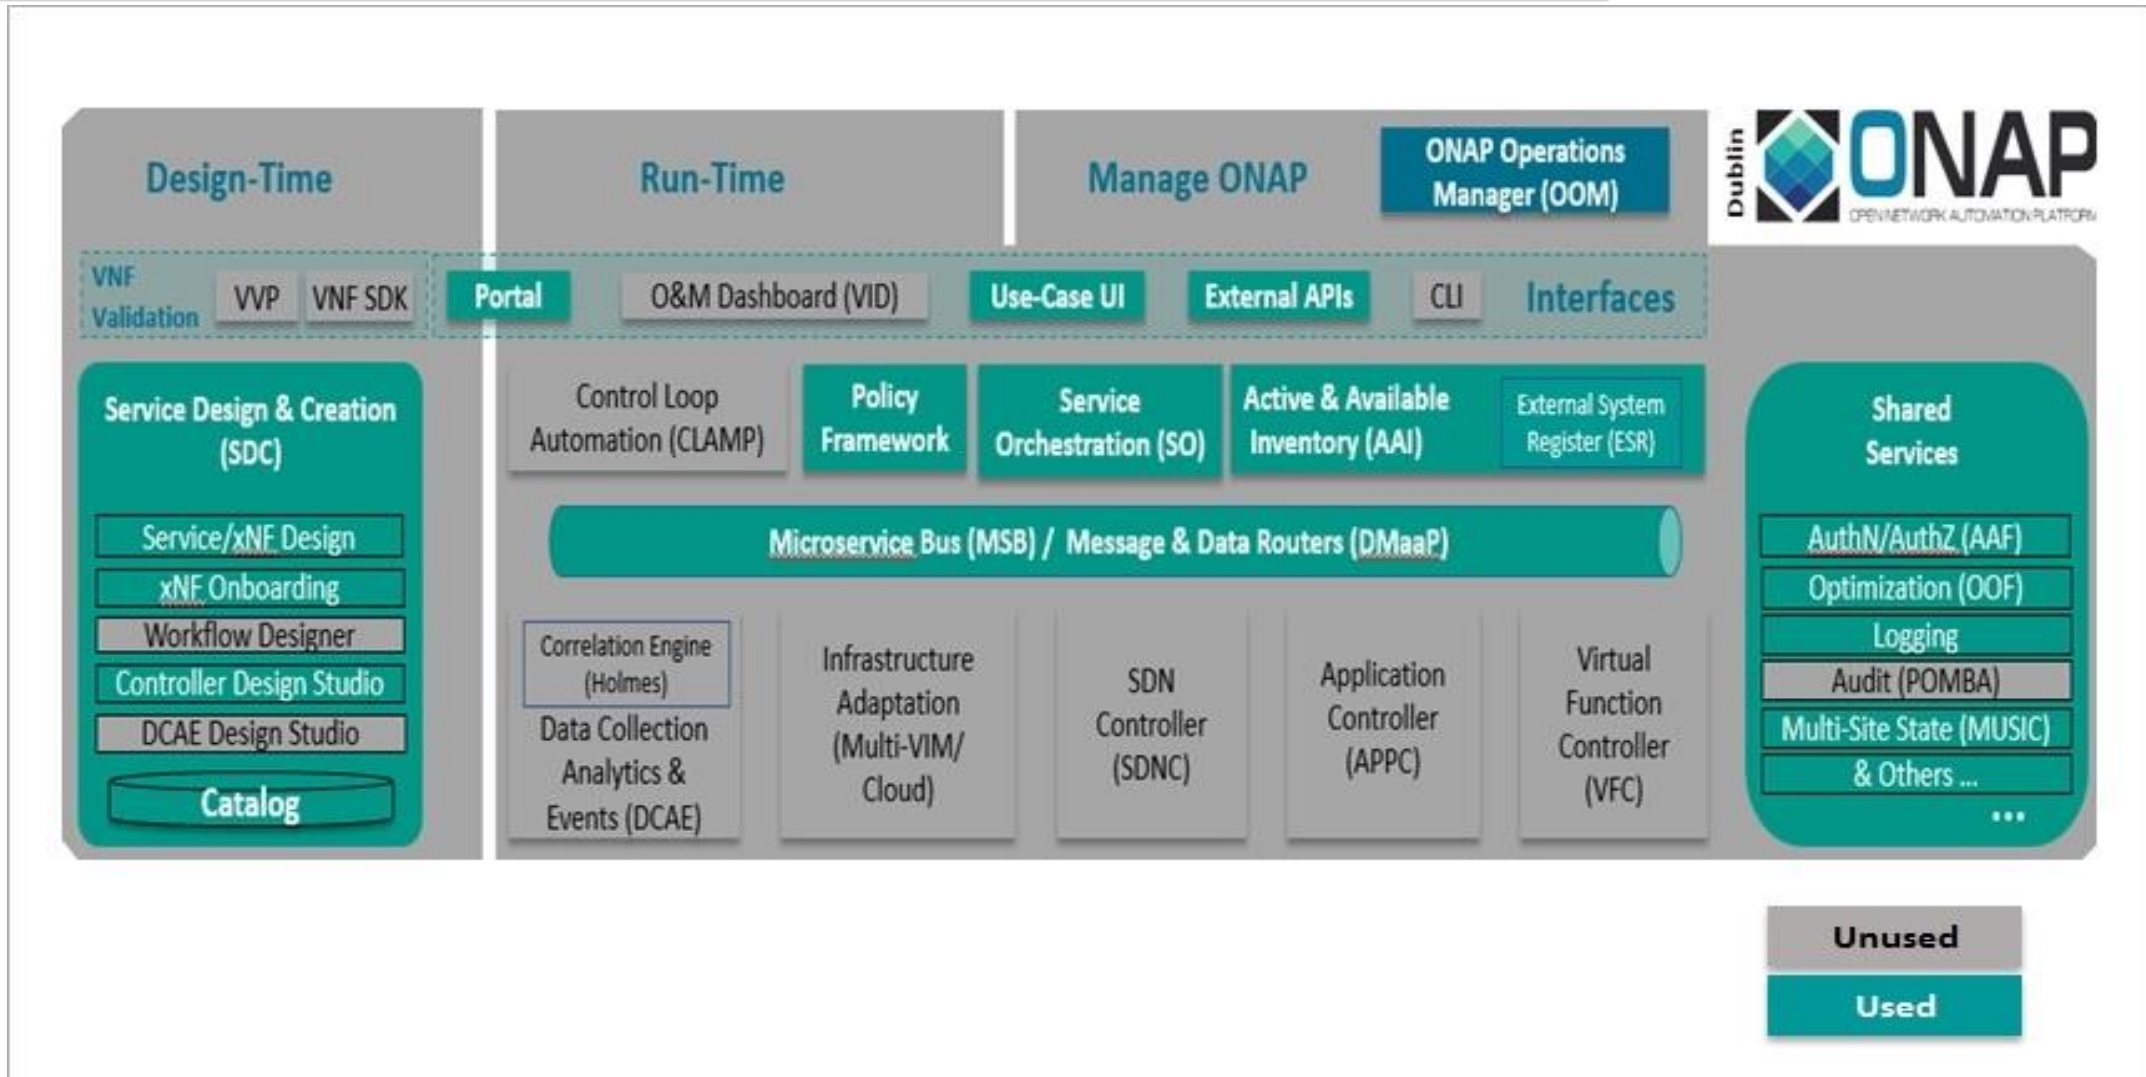 Design-Time
Run-Time
Manage ONAP
ONAP Operations
Manager (OOM)
Dublin
ONAP
OPEN NETWORK AUTOMATION PLATFORM
VNF
Validation
VVP
VNF SDK
Portal
O&M Dashboard (VID)
Use-Case UI
External APIs
CLI
Interfaces
Service Design & Creation
(SDC)
Service/xNF Design
xNF Onboarding
Workflow Designer
Controller Design Studio
DCAE Design Studio
Catalog
Control Loop
Automation (CLAMP)
Policy
Framework
Service
Orchestration (SO)
Active & Available
Inventory (AAI)
External System
Register (ESR)
Microservice Bus (MSB) / Message & Data Routers (DMaaP)
Correlation Engine
(Holmes)
Data Collection
Analytics &
Events (DCAE)
Infrastructure
Adaptation
(Multi-VIM/
Cloud)
SDN
Controller
(SDNC)
Application
Controller
(APPC)
Virtual
Function
Controller
(VFC)
Shared
Services
AuthN/AuthZ (AAF)
Optimization (OOF)
Logging
Audit (POMBA)
Multi-Site State (MUSIC)
& Others ...
...
Unused
Used